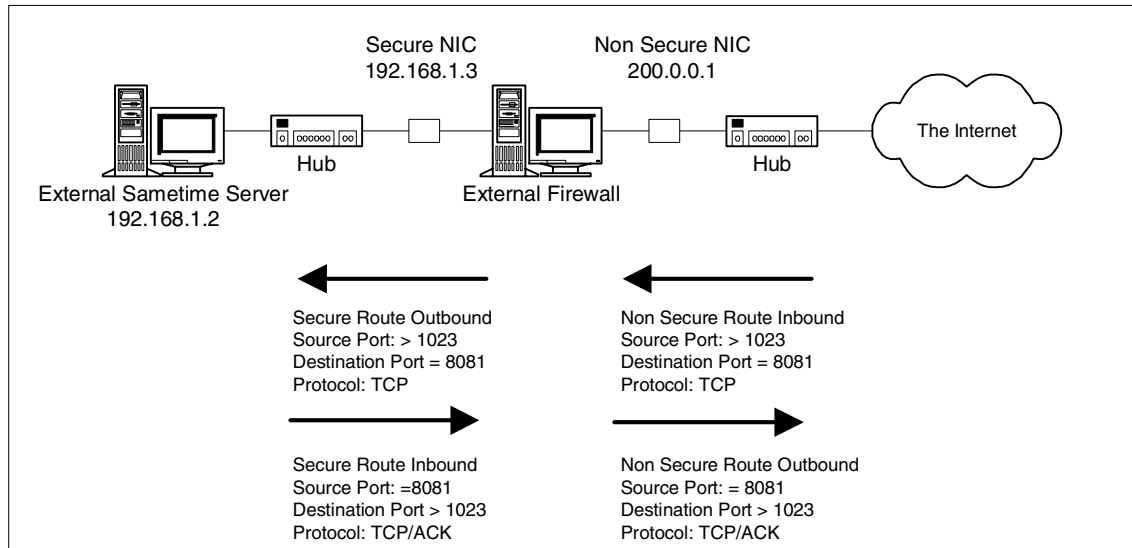 Secure NIC
192.168.1.3
Non Secure NIC
200.0.0.1
The Internet
Hub
Hub
External Sametime Server
192.168.1.2
External Firewall
Secure Route Outbound
Source Port: > 1023
Destination Port = 8081
Protocol: TCP
Non Secure Route Inbound
Source Port: > 1023
Destination Port = 8081
Protocol: TCP
Secure Route Inbound
Source Port: =8081
Destination Port > 1023
Protocol: TCP/ACK
Non Secure Route Outbound
Source Port: = 8081
Destination Port > 1023
Protocol: TCP/ACK